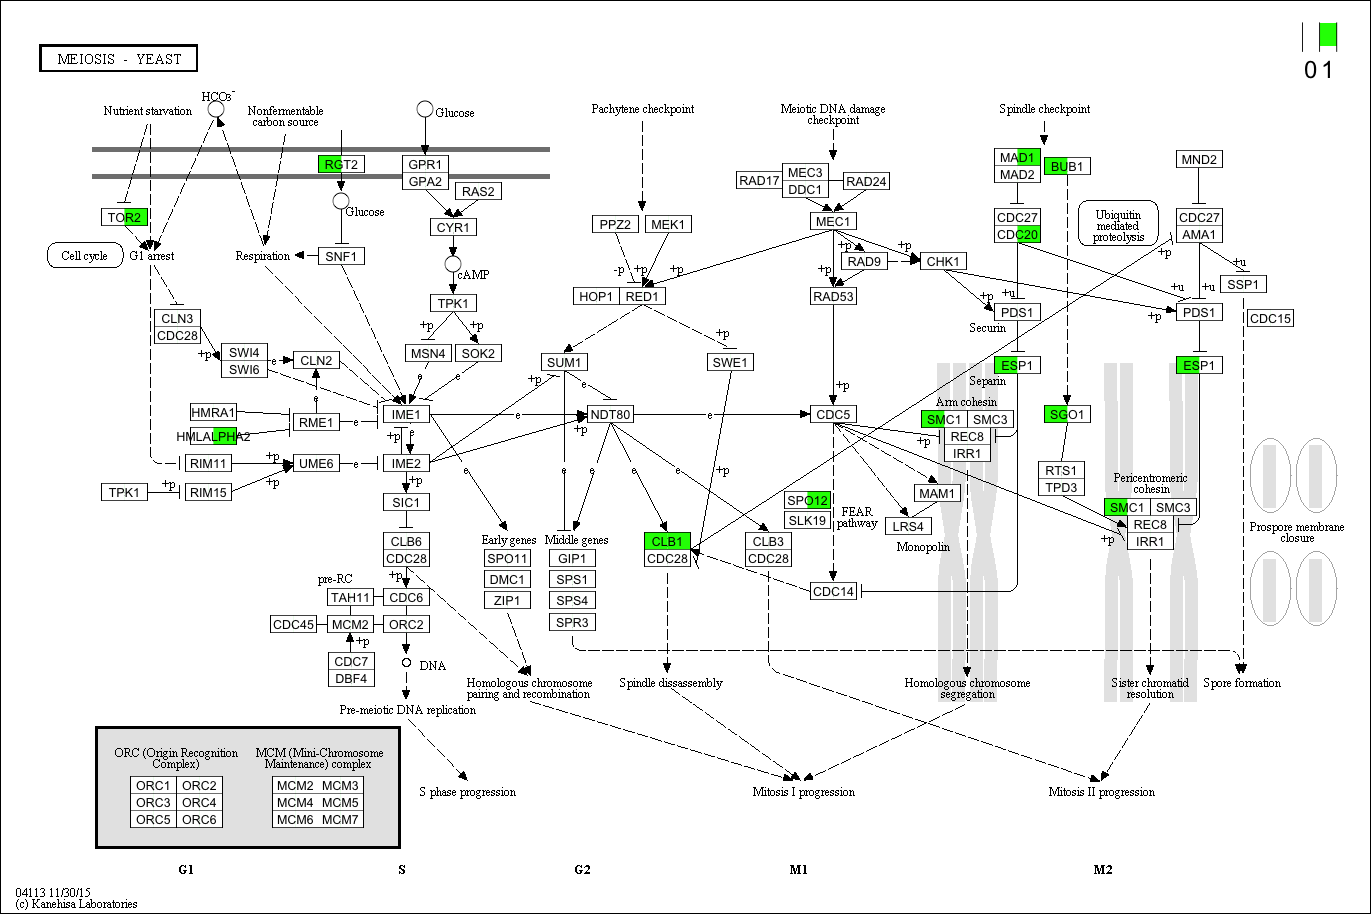 MEIOSIS - YEAST
0 1
Nutrient starvation
HCO3-
Nonfermentable
carbon source
Glucose
Pachytene checkpoint
Meiotic DNA damage
checkpoint
Spindle checkpoint
RGT2
GPR1
GPA2
RAS2
Glucose
CYR1
TOR2
Cell cycle
G1 arrest
Respiration
SNF1
cAMP
TPK1
+p
+p
MSN4
SOK2
e
e
CLN3
CDC28
+p
SWI4
SWI6
e
CLN2
e
HMRA1
HMLALPHA2
RME1
e
IME1
+p
e
RIM11
+p
UME6
e
IME2
TPK1
+p
RIM15
+p
+p
SIC1
CLB6
CDC28
+p
pre-RC
TAH11
CDC6
CDC45
MCM2
ORC2
+p
CDC7
DBF4
DNA
Pre-meiotic DNA replication
S phase progression
PPZ2
MEK1
-p
+p
+p
HOP1
RED1
+p
SUM1
SWE1
+p
e
e
NDT80
+p
e
e
e
e
e
+p
Early genes
SPO11
DMC1
ZIP1
Middle genes
GIP1
SPS1
SPS4
SPR3
CLB1
CDC28
CLB3
CDC28
Homologous chromosome
pairing and recombination
Spindle disassembly
RAD17
MEC3
DDC1
RAD24
MEC1
+p
RAD9
+p
+p
CHK1
RAD53
+p
CDC5
+p
SPO12
SLK19
FEAR
pathway
MAM1
LRS4
Monopolin
CDC14
MAD1
MAD2
BUB1
CDC27
CDC20
Ubiquitin
mediated
proteolysis
MND2
CDC27
AMA1
+p
+u
SSP1
+u
+p
PDS1
Securin
+u
+p
PDS1
CDC15
ESP1
Separin
ESP1
Arm cohesin
SMC1
SMC3
REC8
IRR1
SGO1
RTS1
TPD3
Pericentromeric
cohesin
SMC1
SMC3
REC8
IRR1
+p
Prospore membrane
closure
Homologous chromosome
segregation
Sister chromatid
resolution
Spore formation
Mitosis I progression
Mitosis II progression
ORC (Origin Recognition
Complex)
ORC1 ORC2
ORC3 ORC4
ORC5 ORC6
MCM (Mini-Chromosome
Maintenance) complex
MCM2 MCM3
MCM4 MCM5
MCM6 MCM7
G1
S
G2
M1
M2
04113 11/30/15
(c) Kanehisa Laboratories